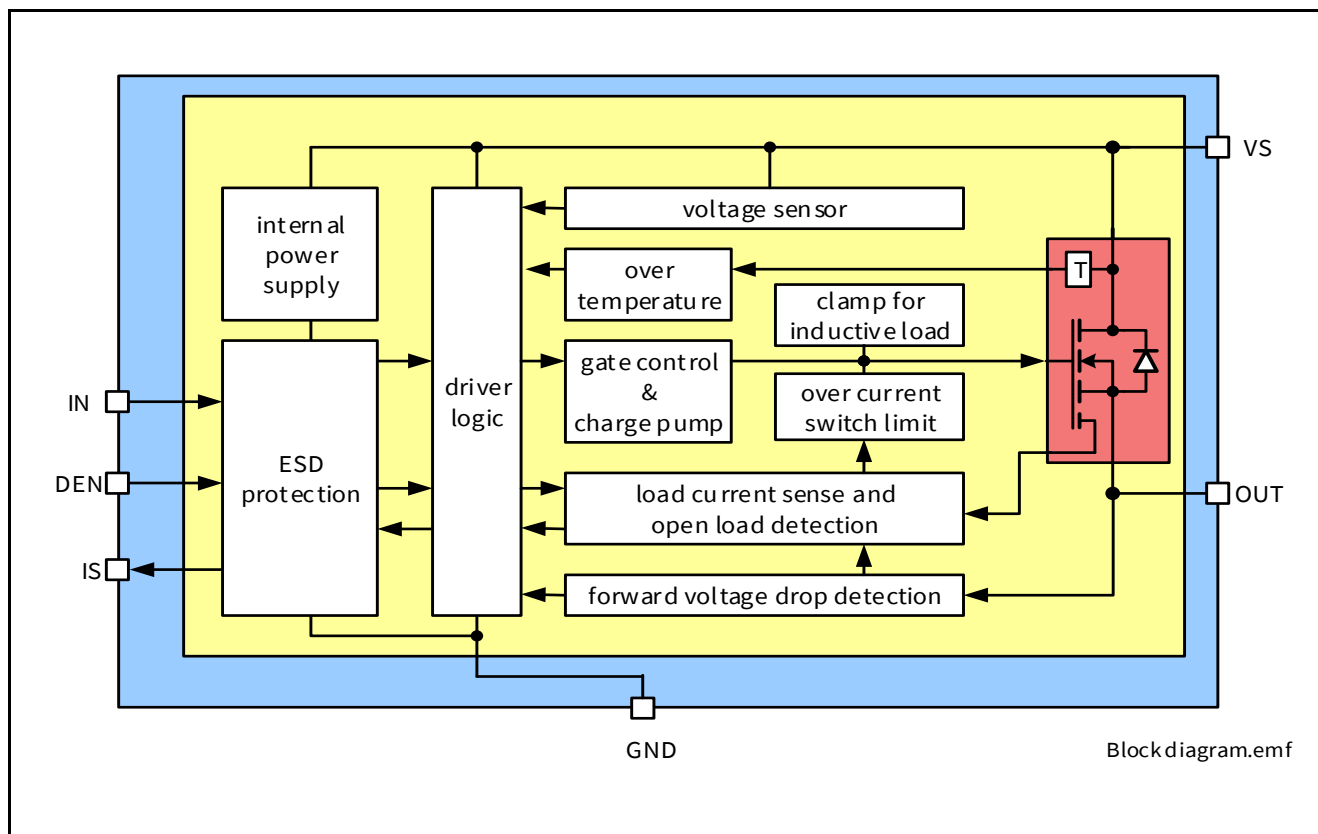 VS
internal
power
supply
voltage sensor
over
temperature
T
clamp for
inductive load
driver
logic
gate control
&
charge pump
over current
switch limit
IN
DEN
IS
ESD
protection
load current sense and
open load detection
OUT
forward voltage drop detection
GND
Block diagram.emf